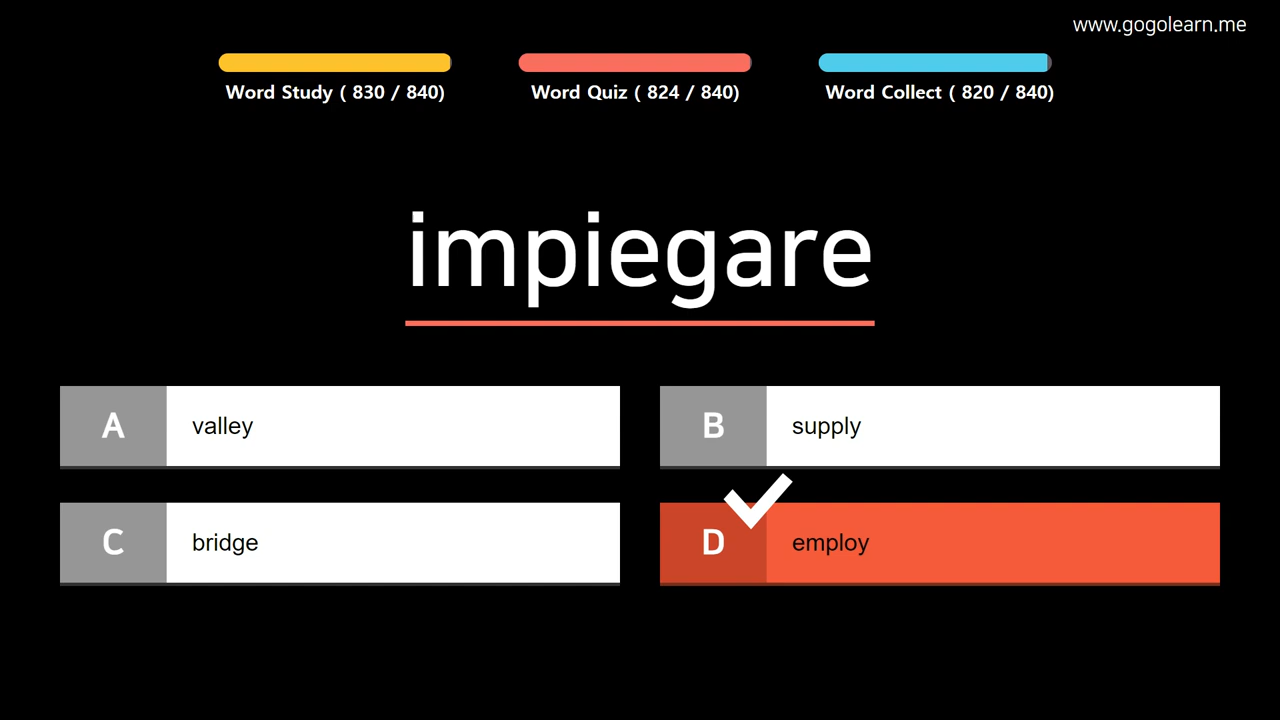 www.gogolearn.me
Word Study ( 830 / 840)
Word Quiz ( 824 / 840)
Word Collect ( 820 / 840)
impiegare
A valley
B supply
C bridge
D employ